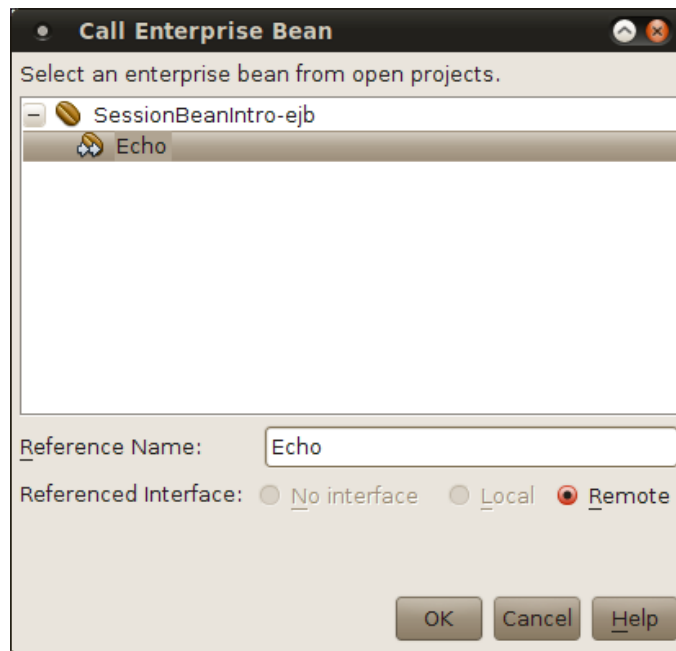 Call Enterprise Bean
Select an enterprise bean from open projects.
SessionBeanIntro-ejb
Echo
Reference Name: Echo
Referenced Interface: No interface Local Remote
OK Cancel Help